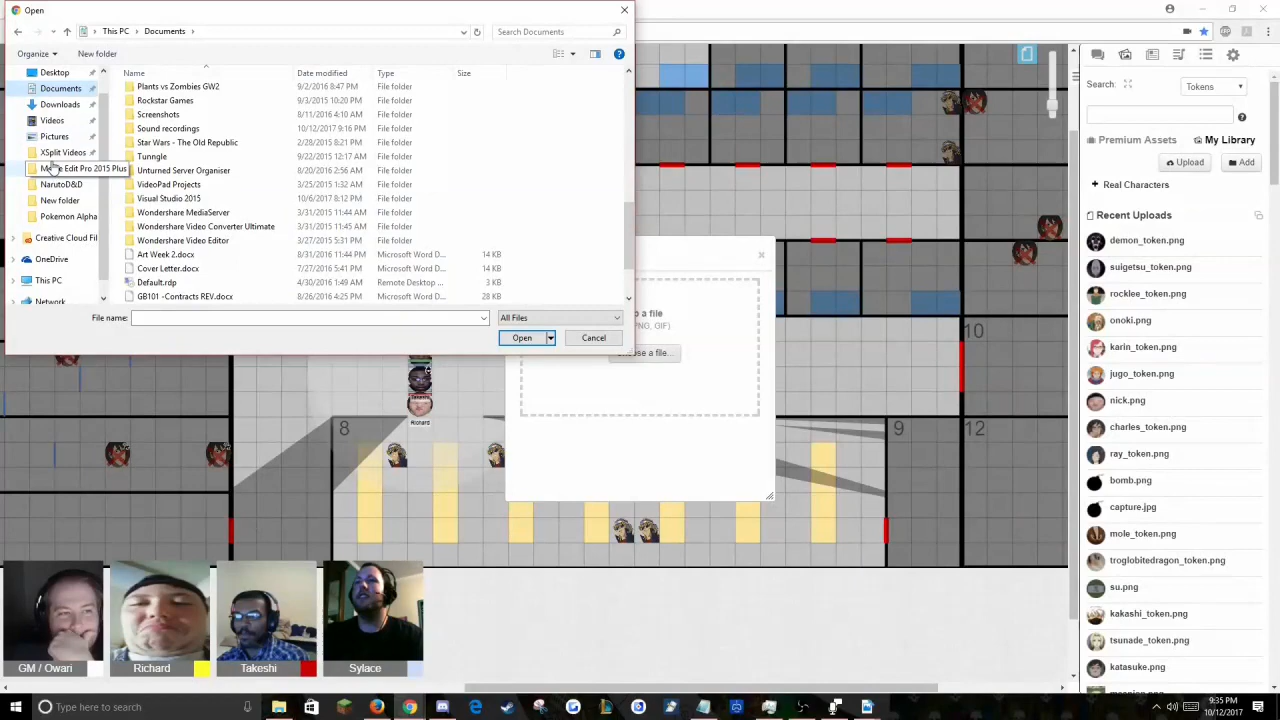 Open
This PC
Documents
Search Documents
Organize
New folder
Desktop
Documents
Downloads
Videos
Pictures
XSplit Videos
Edit Pro 2015 Plus
NarutoD&D
New folder
Pokemon Alpha
Creative Cloud Fil
OneDrive
This PC
Network
Name
Date modified
Type
Size
Plants vs Zombies GW2 9/2/2016 8:47 PM File folder
Rockstar Games 9/3/2015 10:20 PM File folder
Screenshots 8/11/2016 4:10 AM File folder
Sound recordings 10/12/2017 9:16 PM File folder
Star Wars - The Old Republic 2/28/2015 8:21 PM File folder
Tunngle 9/22/2015 12:17 AM File folder
Unturned Server Organiser 8/20/2016 2:56 AM File folder
VideoPad Projects 3/25/2015 1:32 AM File folder
Visual Studio 2015 10/6/2017 8:12 PM File folder
Wondershare MediaServer 3/31/2015 11:44 AM File folder
Wondershare Video Converter Ultimate 3/31/2015 11:45 AM File folder
Wondershare Video Editor 3/27/2015 5:31 PM File folder
Art Week 2.docx 8/31/2016 11:44 PM Microsoft Word D... 14 KB
Cover Letter.docx 7/27/2016 5:41 PM Microsoft Word D... 14 KB
Default.rdp 4/30/2016 1:49 AM Remote Desktop ... 3 KB
GB101 -Contracts REV.docx 8/26/2016 4:25 PM Microsoft Word D... 28 KB
File name:
All Files
Open
Cancel
a file
PNG, GIF)
a file...
Richard
8
9
10
12
GM / Owari
Richard
Takeshi
Sylace
Search:
Tokens
Premium Assets
My Library
Upload
Add
Real Characters
Recent Uploads
demon_token.png
suigetsu_token.png
rocklee_token.png
onoki.png
karin_token.png
jugo_token.png
nick.png
charles_token.png
ray_token.png
bomb.png
capture.jpg
mole_token.png
troglobitedragon_token.png
su.png
kakashi_token.png
tsunade_token.png
katasuke.png
Type here to search
9:35 PM
10/12/2017